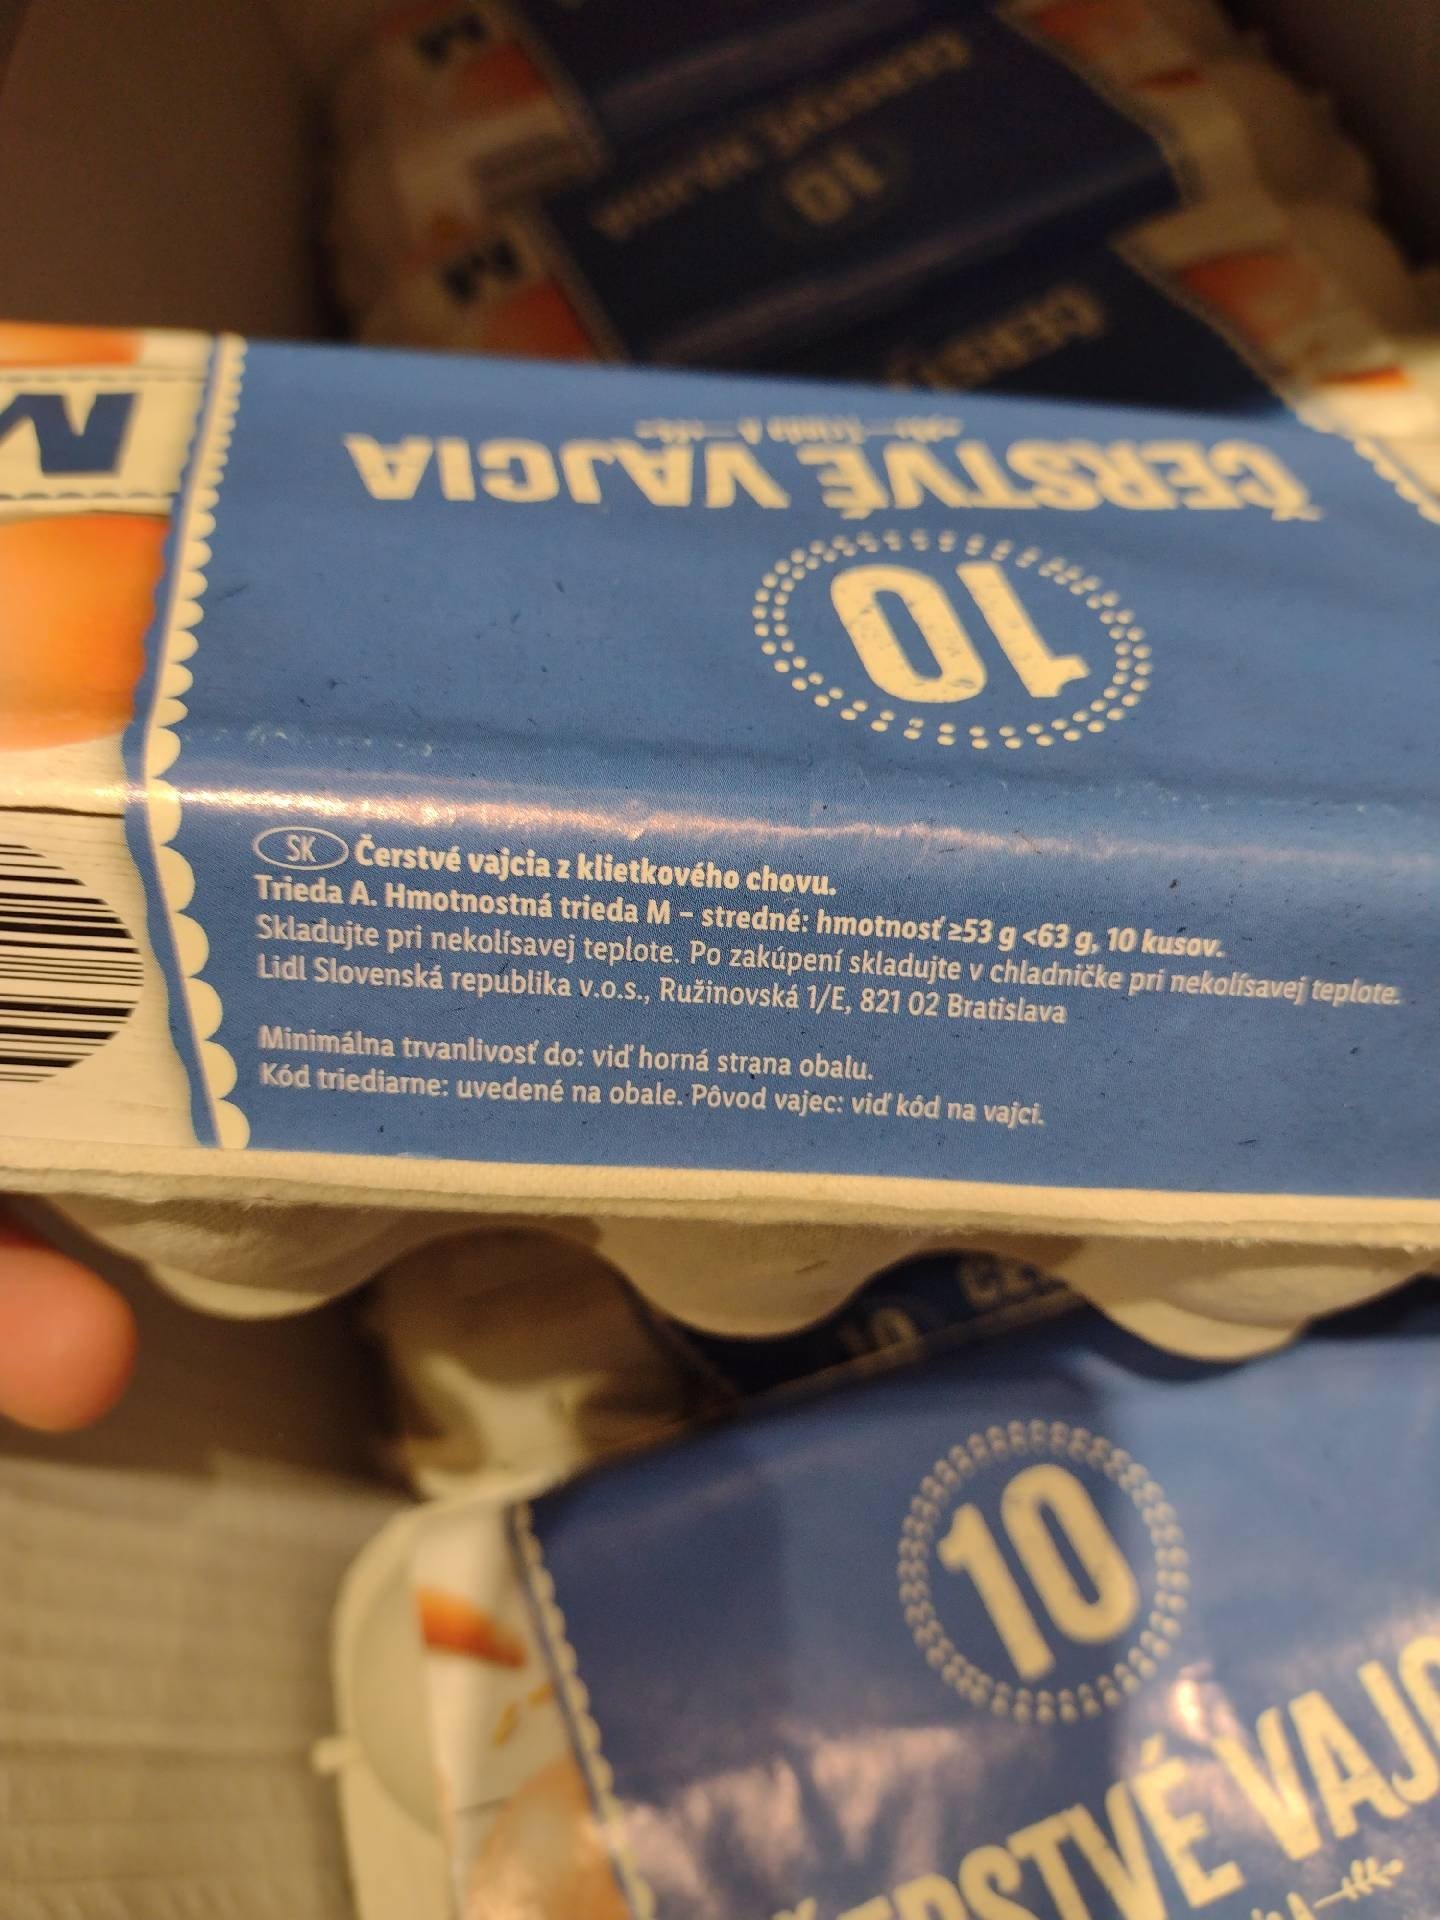 M
M
10
ČERSTVÉ VAJCIA
M
ČERSTVÉ VAJCIA
Trieda A
10
SK Čerstvé vajcia z klietkového chovu.
Trieda A. Hmotnostná trieda M – stredné: hmotnosť ≥53 g <63 g, 10 kusov.
Skladujte pri nekolísavej teplote. Po zakúpení skladujte v chladničke pri nekolísavej teplote.
Lidl Slovenská republika v.o.s., Ružinovská 1/E, 821 02 Bratislava
Minimálna trvanlivosť do: viď horná strana obalu.
Kód triediarne: uvedené na obale. Pôvod vajec: viď kód na vajci.
10
10